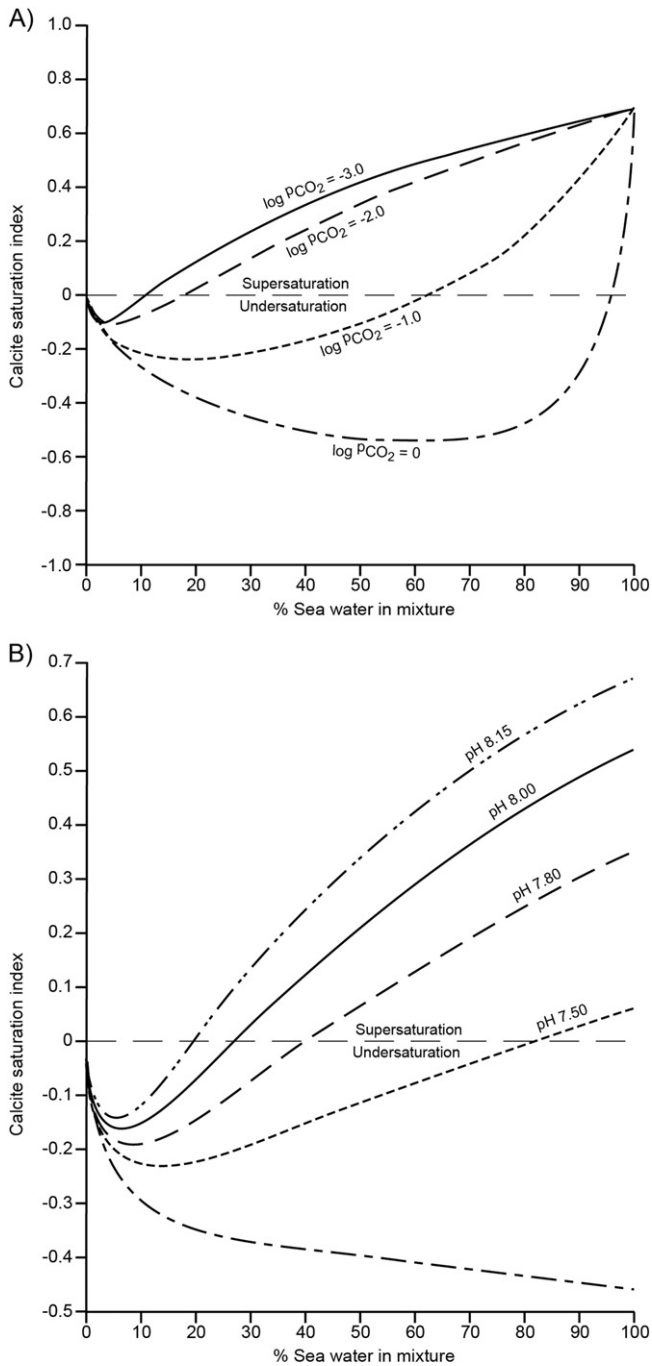 A)
1.0
0.8
0.6
0.4
0.2
0
-0.2
-0.4
-0.6
-0.8
-1.0
Calcite saturation index
log PCO2 = -3.0
log PCO2 = -2.0
Supersaturation
Undersaturation
log PCO2 = -1.0
log PCO2 = 0
0 10 20 30 40 50 60 70 80 90 100
% Sea water in mixture
B)
0.7
0.6
0.5
0.4
0.3
0.2
0.1
0
-0.1
-0.2
-0.3
-0.4
-0.5
Calcite saturation index
pH 8.15
pH 8.00
pH 7.80
Supersaturation
Undersaturation
pH 7.50
0 10 20 30 40 50 60 70 80 90 100
% Sea water in mixture